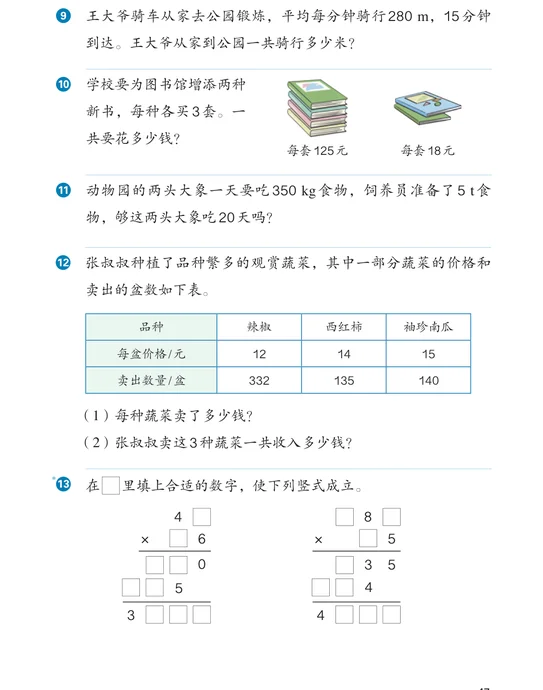 9 王大爷骑车从家去公园锻炼，平均每分钟骑行280 m，15分钟
到达。王大爷从家到公园一共骑行多少米？
10 学校要为图书馆增添两种
新书，每种各买3套。一
共要花多少钱？
每套125元 每套18元
11 动物园的两头大象一天要吃350 kg食物，饲养员准备了5 t食
物，够这两头大象吃20天吗？
12 张叔叔种植了品种繁多的观赏蔬菜，其中一部分蔬菜的价格和
卖出的盆数如下表。
品种 辣椒 西红柿 袖珍南瓜
每盆价格/元 12 14 15
卖出数量/盆 332 135 140
（1）每种蔬菜卖了多少钱？
（2）张叔叔卖这3种蔬菜一共收入多少钱？
*13 在□里填上合适的数字，使下列竖式成立。
4 □ □ 8 □
× □ 6 × □ 5
□ □ 0 □ 3 5
□ □ 5 □ □ 4
3 □ □ □ 4 □ □ □